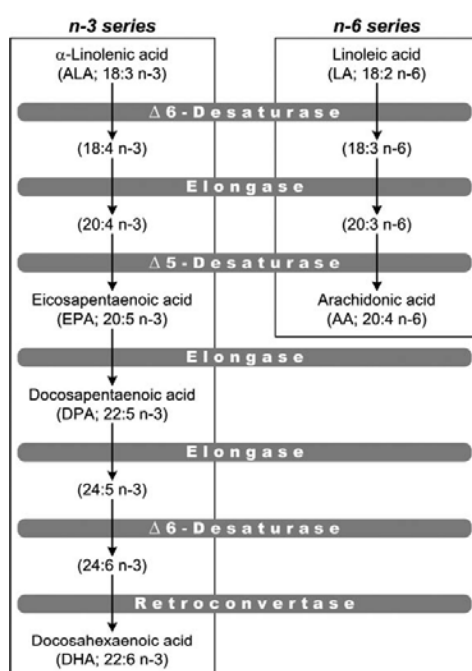 n-3 series
n-6 series
α-Linolenic acid
(ALA; 18:3 n-3)
Linoleic acid
(LA; 18:2 n-6)
Δ6-Desaturase
(18:4 n-3)
(18:3 n-6)
Elongase
(20:4 n-3)
(20:3 n-6)
Δ5-Desaturase
Eicosapentaenoic acid
(EPA; 20:5 n-3)
Arachidonic acid
(AA; 20:4 n-6)
Elongase
Docosapentaenoic acid
(DPA; 22:5 n-3)
Elongase
(24:5 n-3)
Δ6-Desaturase
(24:6 n-3)
Retroconvertase
Docosahexaenoic acid
(DHA; 22:6 n-3)